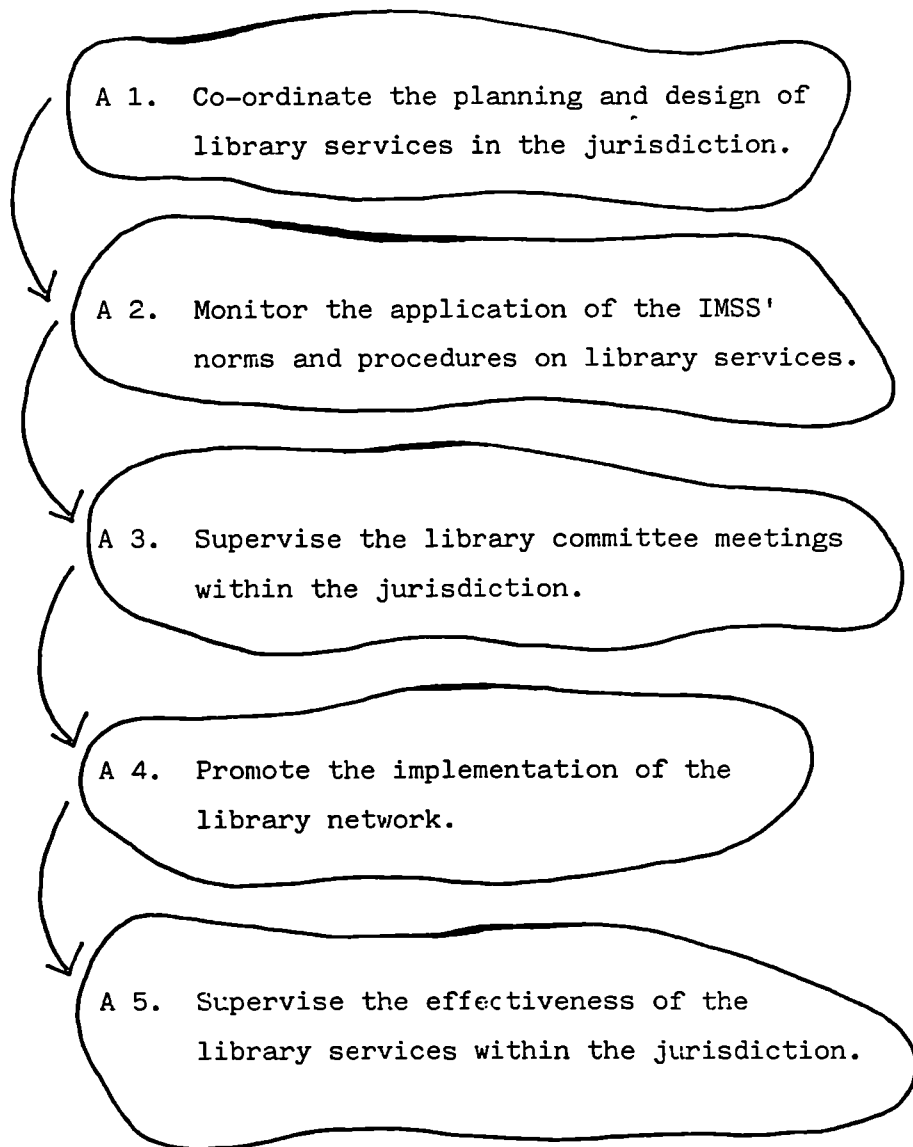 A 1. Co-ordinate the planning and design of
library services in the jurisdiction.
A 2. Monitor the application of the IMSS'
norms and procedures on library services.
A 3. Supervise the library committee meetings
within the jurisdiction.
A 4. Promote the implementation of the
library network.
A 5. Supervise the effectiveness of the
library services within the jurisdiction.